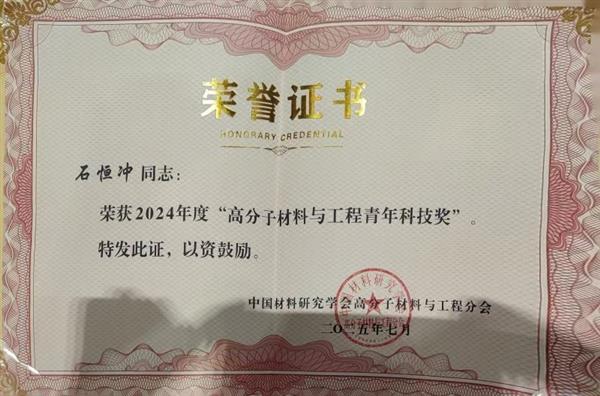 荣誉证书
HONORARY CREDENTIAL
石恒冲同志：
荣获2024年度“高分子材料与工程青年科技奖”。
特发此证，以资鼓励。
中国材料研究学会高分子材料与工程分会
二〇二五年七月